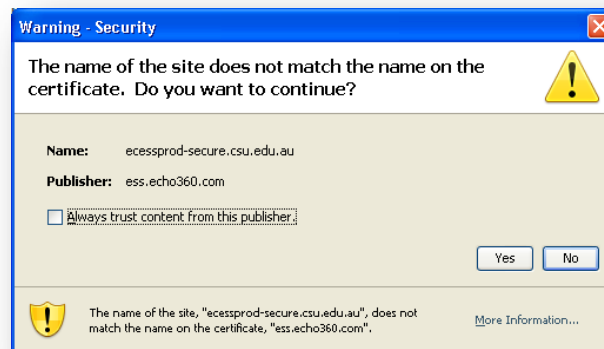 Warning - Security
The name of the site does not match the name on the
certificate. Do you want to continue?
Name: ecessprod-secure.csu.edu.au
Publisher: ess.echo360.com
Always trust content from this publisher.
Yes No
The name of the site, "ecessprod-secure.csu.edu.au", does not
match the name on the certificate, "ess.echo360.com".
More Information...